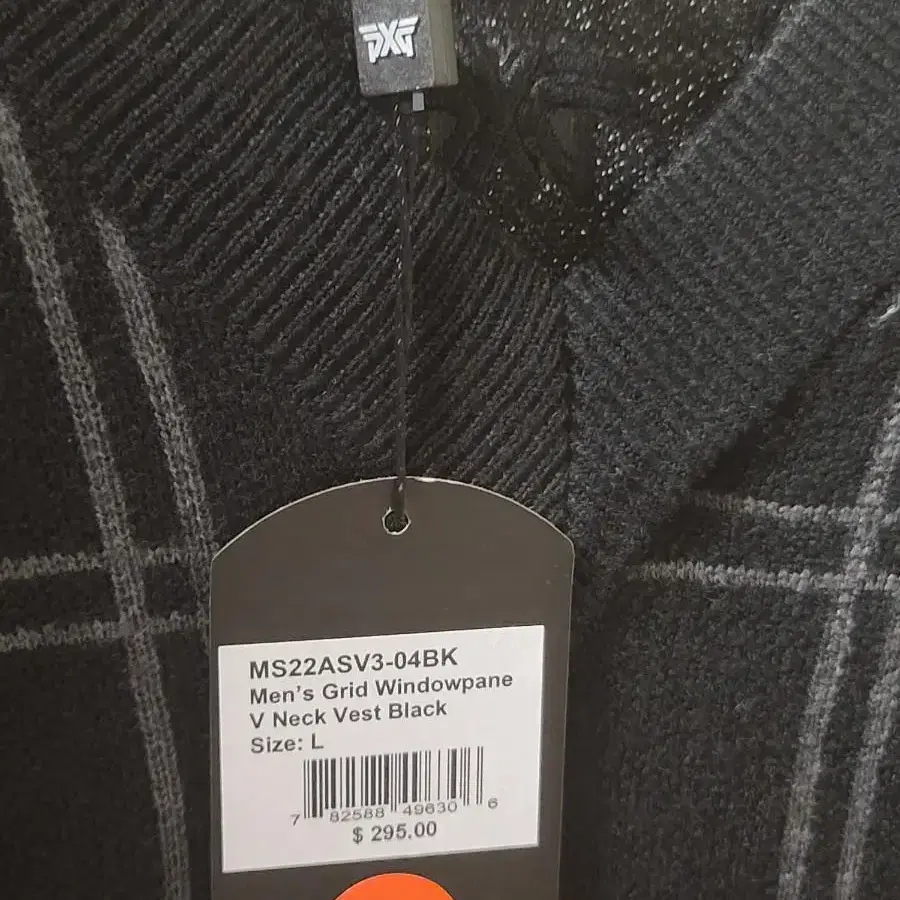 PXG
MS22ASV3-04BK
Men's Grid Windowpane
V Neck Vest Black
Size: L
7 82588 49630 6
$ 295.00